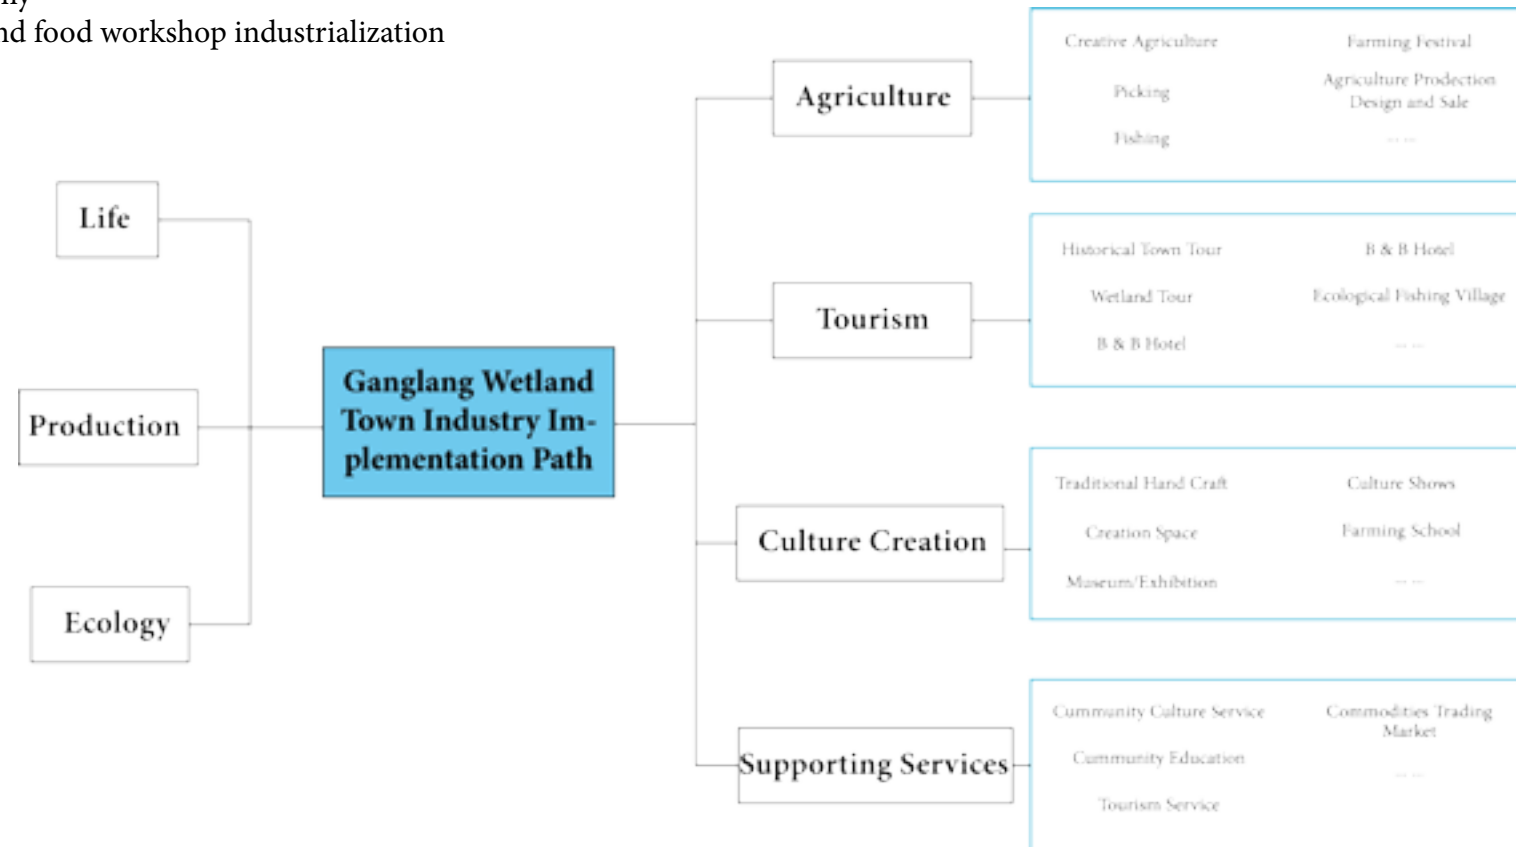 nd food workshop industrialization
Life
Production
Ecology
Ganglang Wetland
Town Industry Im-
plementation Path
Agriculture
Creative Agriculture
Farming Festival
Picking
Agriculture Prodection
Design and Sale
Fishing
... ...
Tourism
Historical Town Tour
B & B Hotel
Wetland Tour
Ecological Fishing Village
B & B Hotel
... ...
Culture Creation
Traditional Hand Craft
Culture Shows
Creation Space
Farming School
Museum/Exhibition
... ...
Supporting Services
Cummunity Culture Service
Commodities Trading
Market
Cummunity Education
... ...
Tourism Service